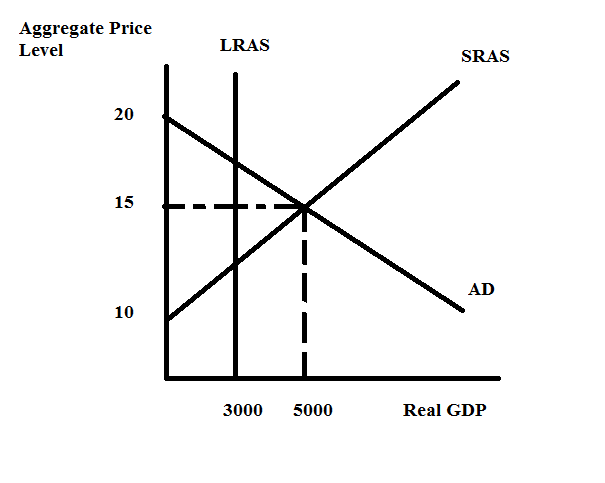 Aggregate Price
Level
LRAS
SRAS
20
15
10
AD
3000
5000
Real GDP